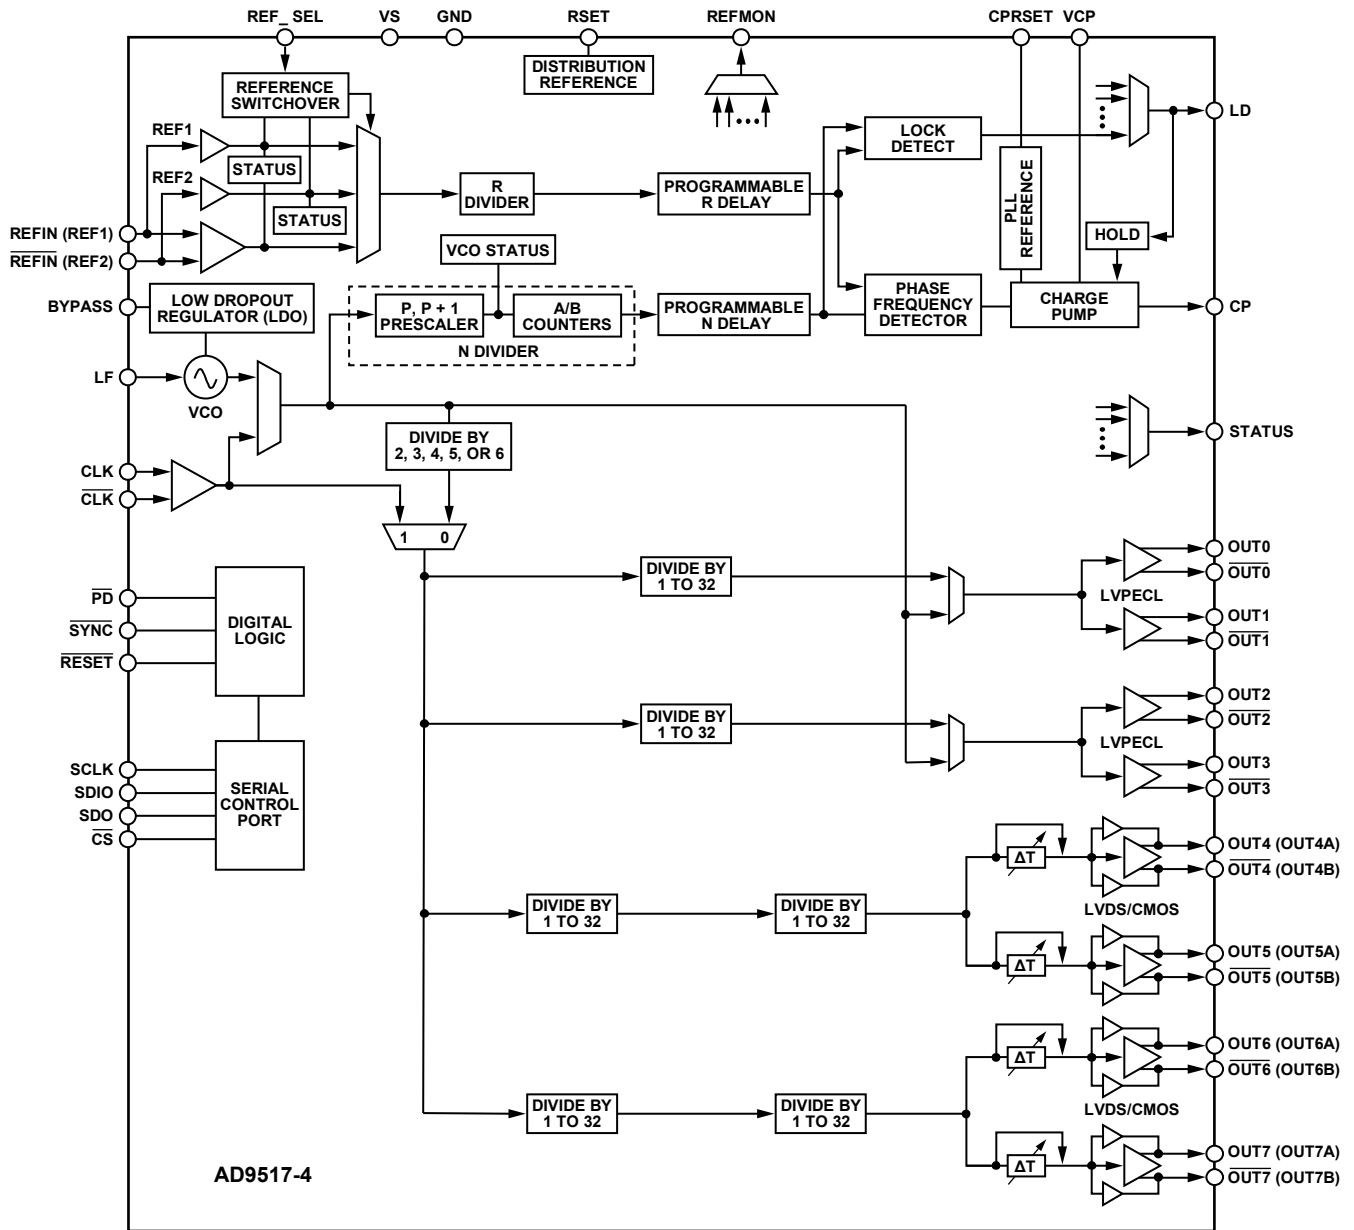 REF_ SEL
VS
GND
RSET
REFMON
CPRSET
VCP
DISTRIBUTION
REFERENCE
REFERENCE
SWITCHOVER
REF1
STATUS
REF2
STATUS
REFIN (REF1)
REFIN (REF2)
R
DIVIDER
PROGRAMMABLE
R DELAY
LOCK
DETECT
PLL
REFERENCE
LD
HOLD
VCO STATUS
BYPASS
LOW DROPOUT
REGULATOR (LDO)
P, P + 1
PRESCALER
A/B
COUNTERS
N DIVIDER
PROGRAMMABLE
N DELAY
PHASE
FREQUENCY
DETECTOR
CHARGE
PUMP
CP
LF
VCO
STATUS
DIVIDE BY
2, 3, 4, 5, OR 6
CLK
CLK
1 0
PD
SYNC
RESET
DIGITAL
LOGIC
DIVIDE BY
1 TO 32
LVPECL
OUT0
OUT0
OUT1
OUT1
DIVIDE BY
1 TO 32
LVPECL
OUT2
OUT2
OUT3
OUT3
SCLK
SDIO
SDO
CS
SERIAL
CONTROL
PORT
DIVIDE BY
1 TO 32
DIVIDE BY
1 TO 32
ΔT
OUT4 (OUT4A)
OUT4 (OUT4B)
LVDS/CMOS
ΔT
OUT5 (OUT5A)
OUT5 (OUT5B)
DIVIDE BY
1 TO 32
DIVIDE BY
1 TO 32
ΔT
OUT6 (OUT6A)
OUT6 (OUT6B)
LVDS/CMOS
ΔT
OUT7 (OUT7A)
OUT7 (OUT7B)
AD9517-4